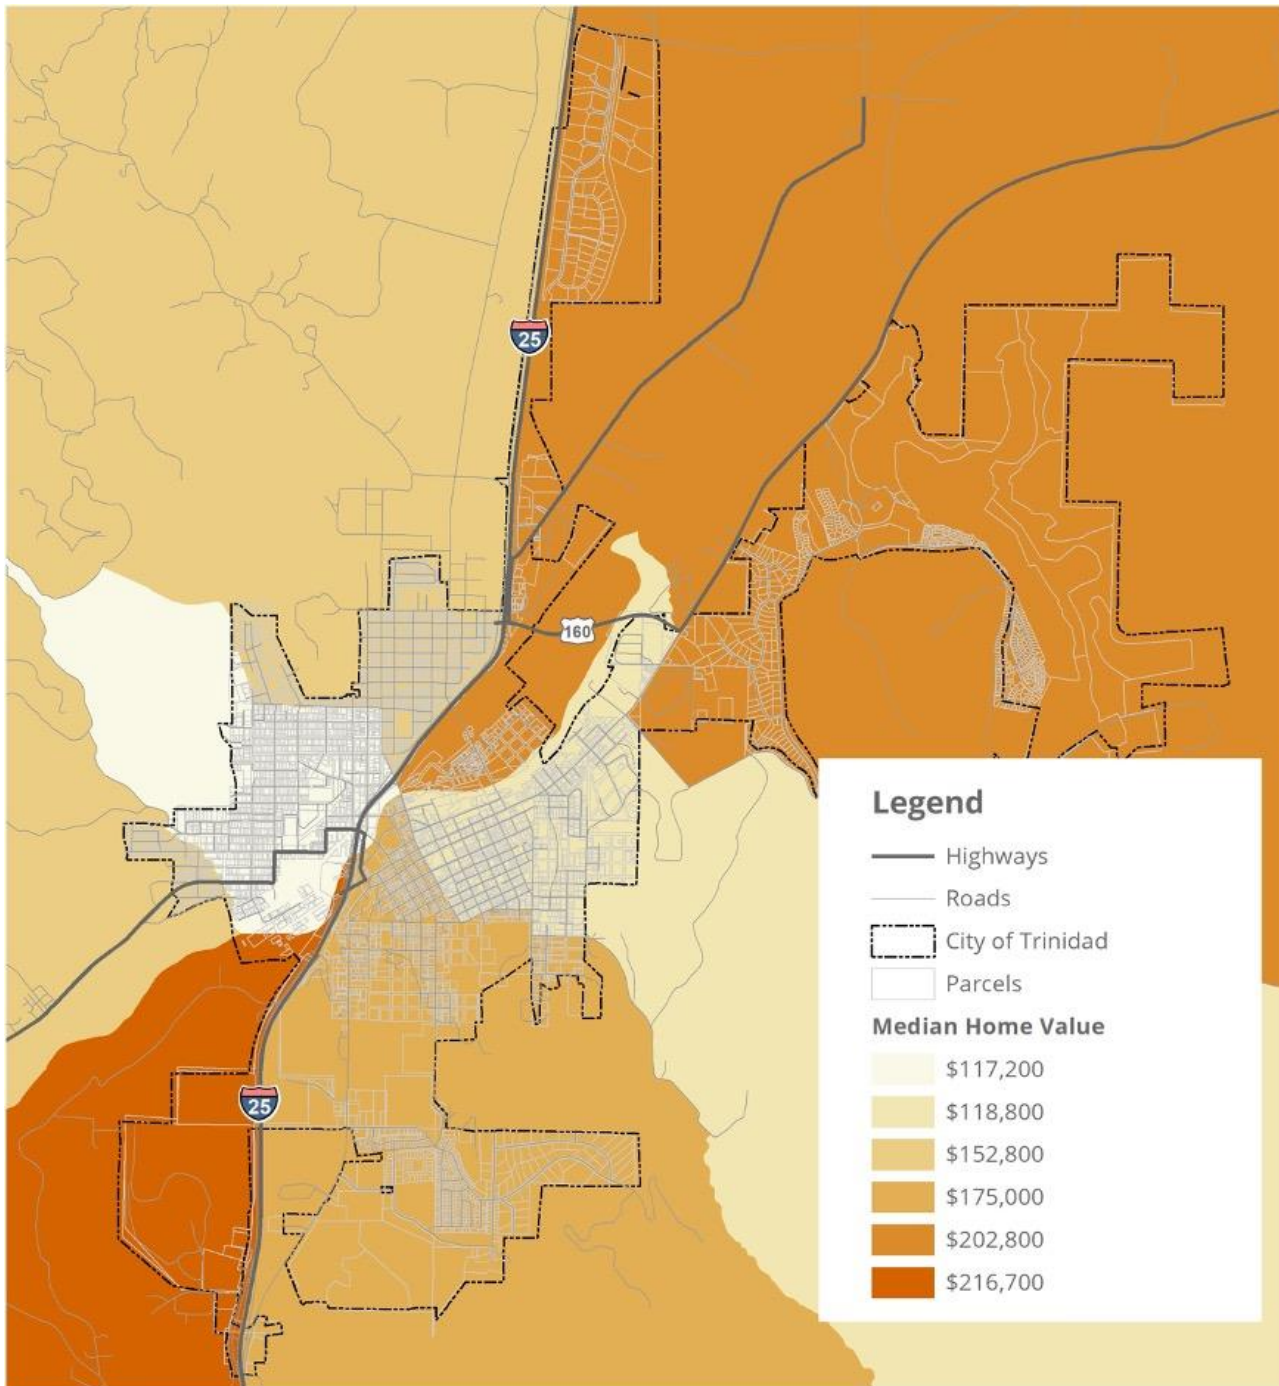 25
160
25
Legend
Highways
Roads
City of Trinidad
Parcels
Median Home Value
$117,200
$118,800
$152,800
$175,000
$202,800
$216,700